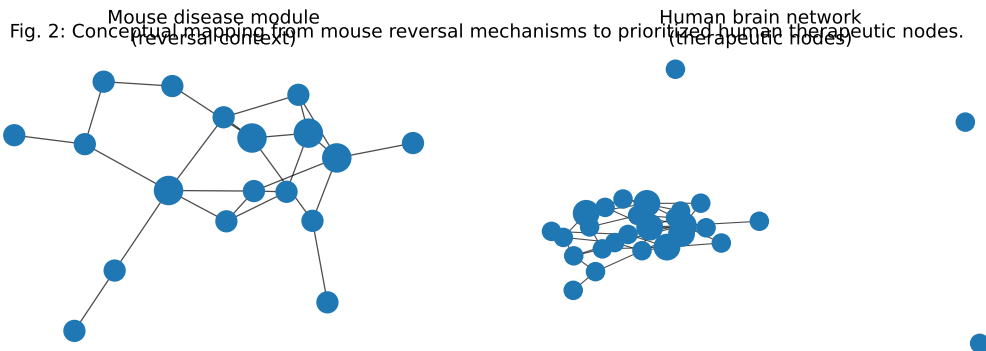 Mouse disease module
(reversal context)
Human brain network
(therapeutic nodes)
Fig. 2: Conceptual mapping from mouse reversal mechanisms to prioritized human therapeutic nodes.